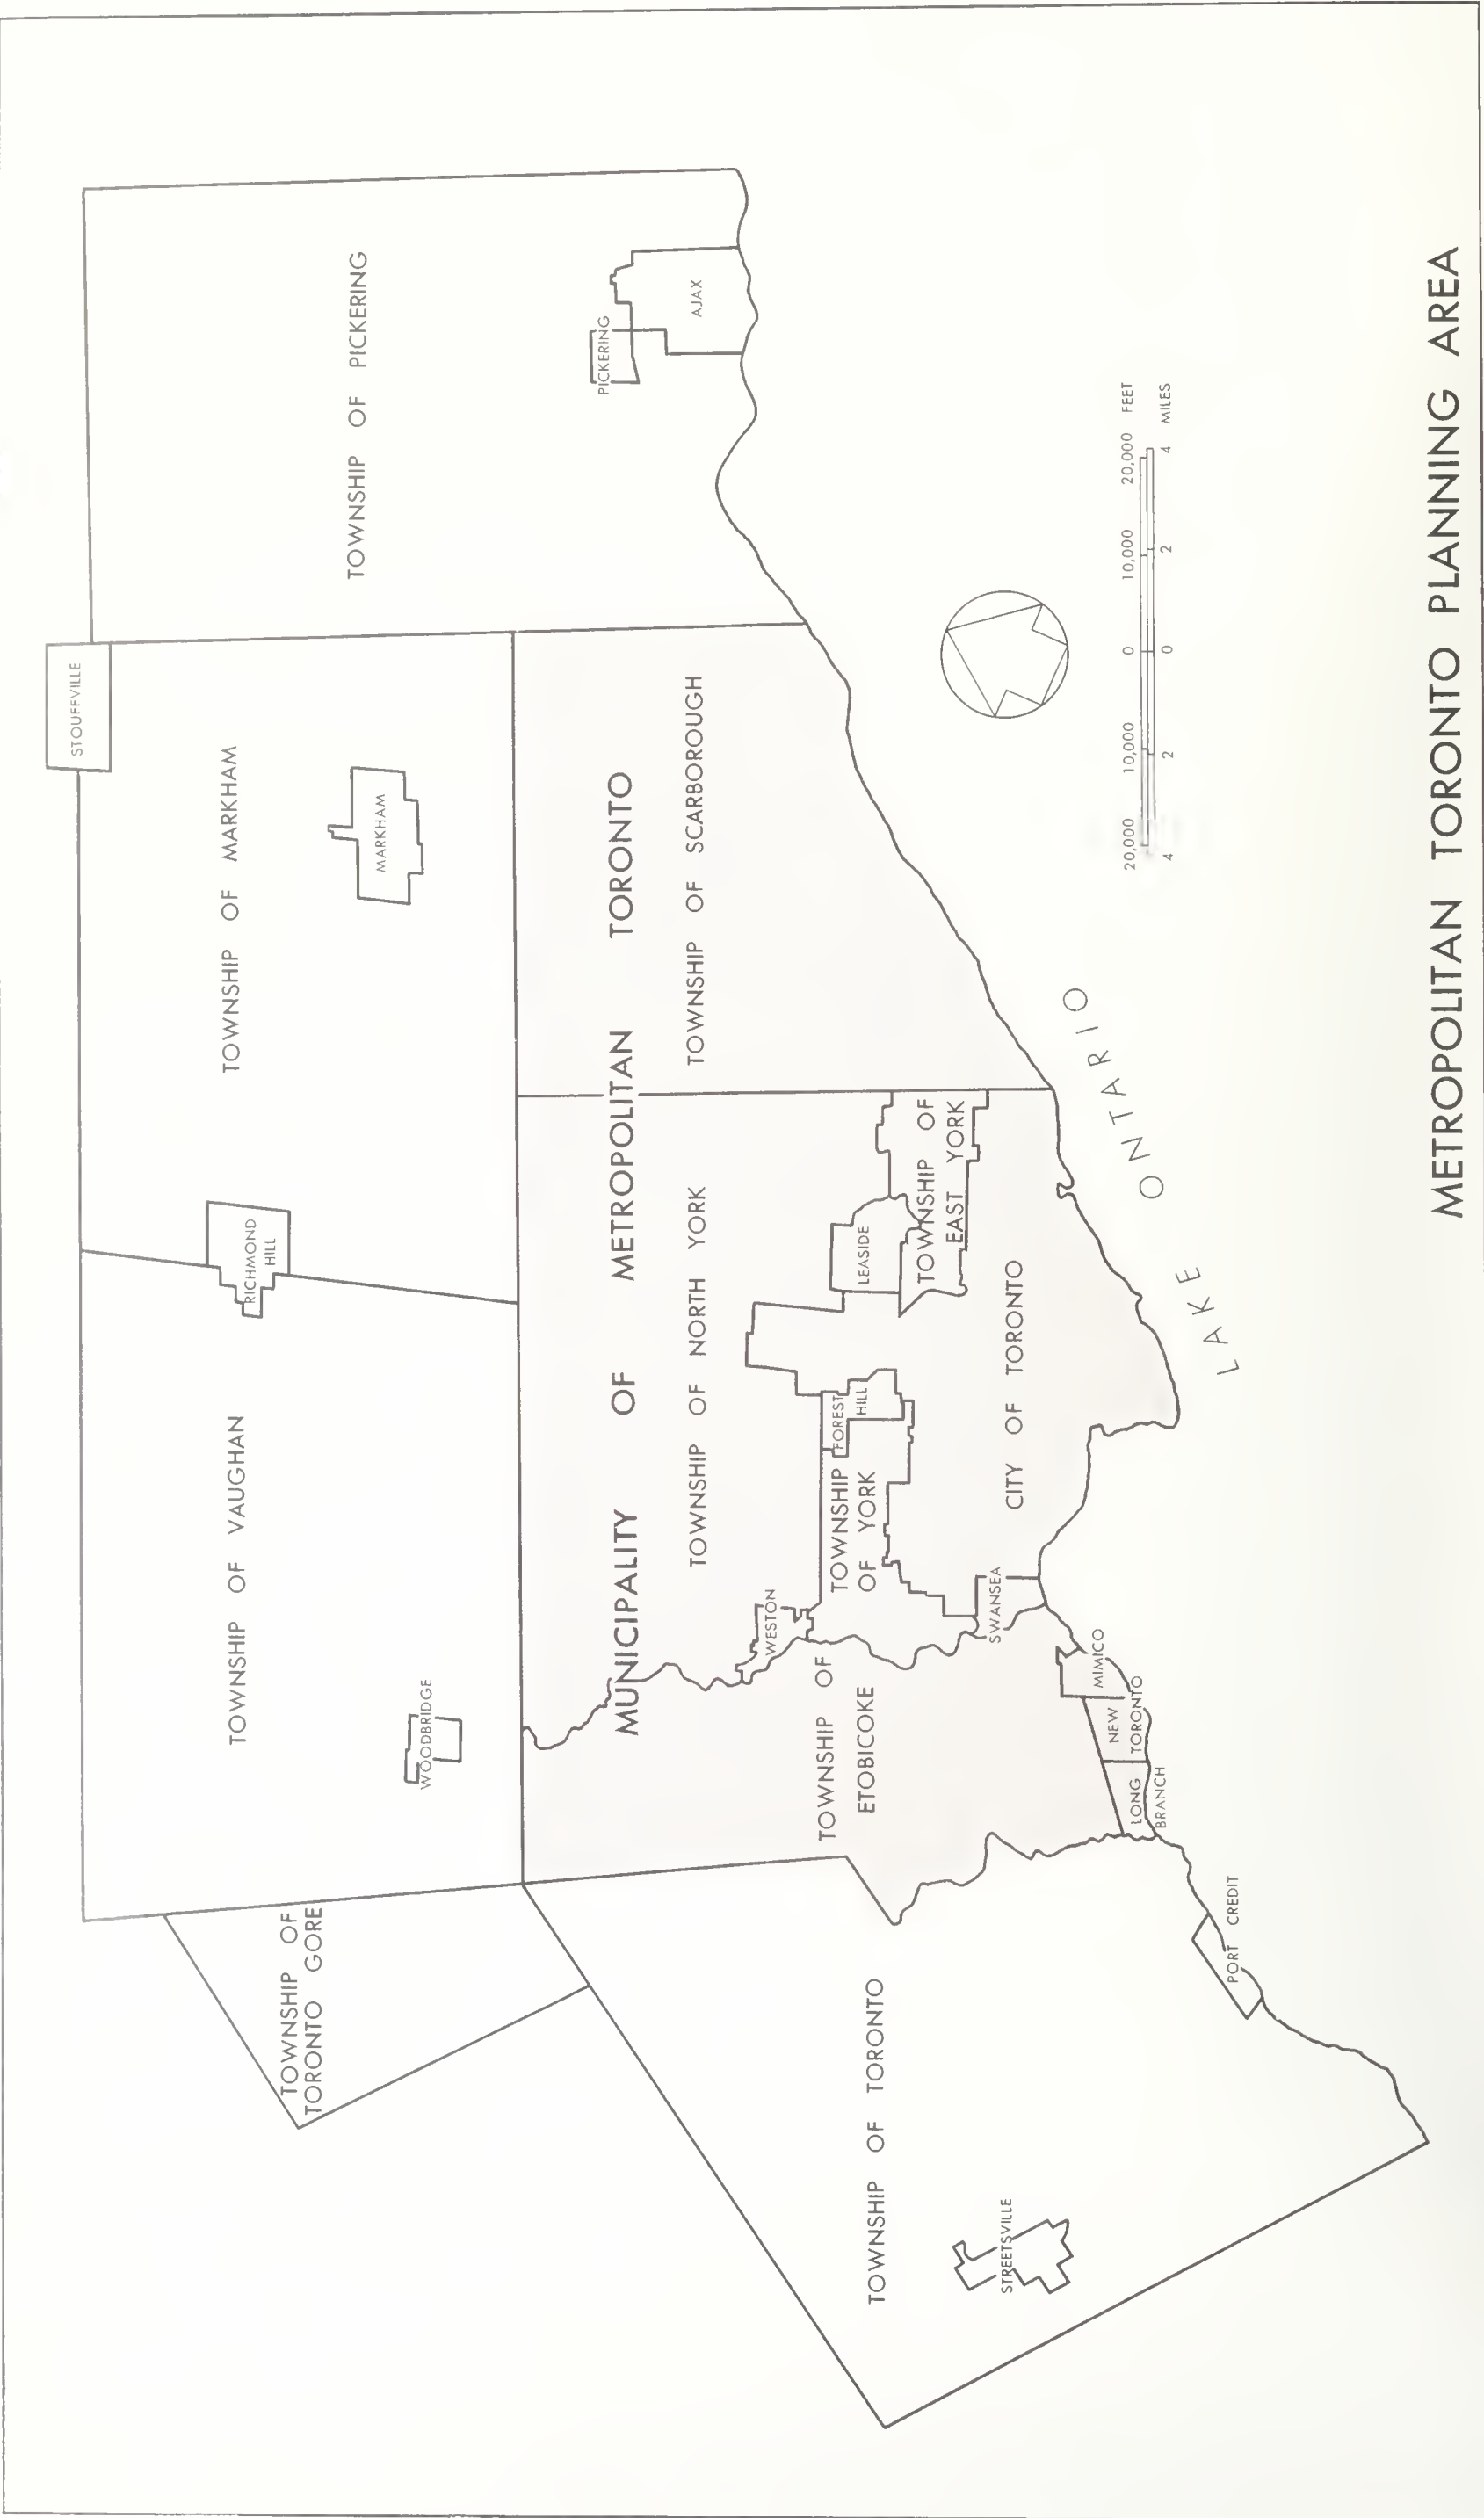 STOUFFVILLE
TOWNSHIP OF VAUGHAN
TOWNSHIP OF MARKHAM
TOWNSHIP OF PICKERING
RICHMOND
HILL
MARKHAM
WOODBRIDGE
TOWNSHIP OF
TORONTO GORE
PICKERING
AJAX
MUNICIPALITY OF METROPOLITAN TORONTO
TOWNSHIP OF NORTH YORK
TOWNSHIP OF SCARBOROUGH
WESTON
TOWNSHIP OF
ETOBICOKE
TOWNSHIP
OF YORK
FOREST
HILL
LEASIDE
TOWNSHIP OF
EAST YORK
TOWNSHIP OF TORONTO
STREETSVILLE
SWANSEA
CITY OF TORONTO
MIMICO
NEW
TORONTO
LONG
BRANCH
PORT CREDIT
LAKE ONTARIO
20,000 10,000 0 10,000 20,000 FEET
4 2 0 2 4 MILES
METROPOLITAN TORONTO PLANNING AREA